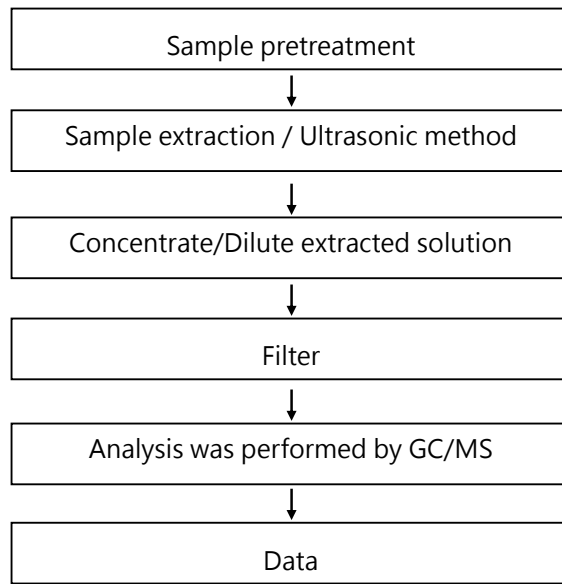 Sample pretreatment
Sample extraction / Ultrasonic method
Concentrate/Dilute extracted solution
Filter
Analysis was performed by GC/MS
Data